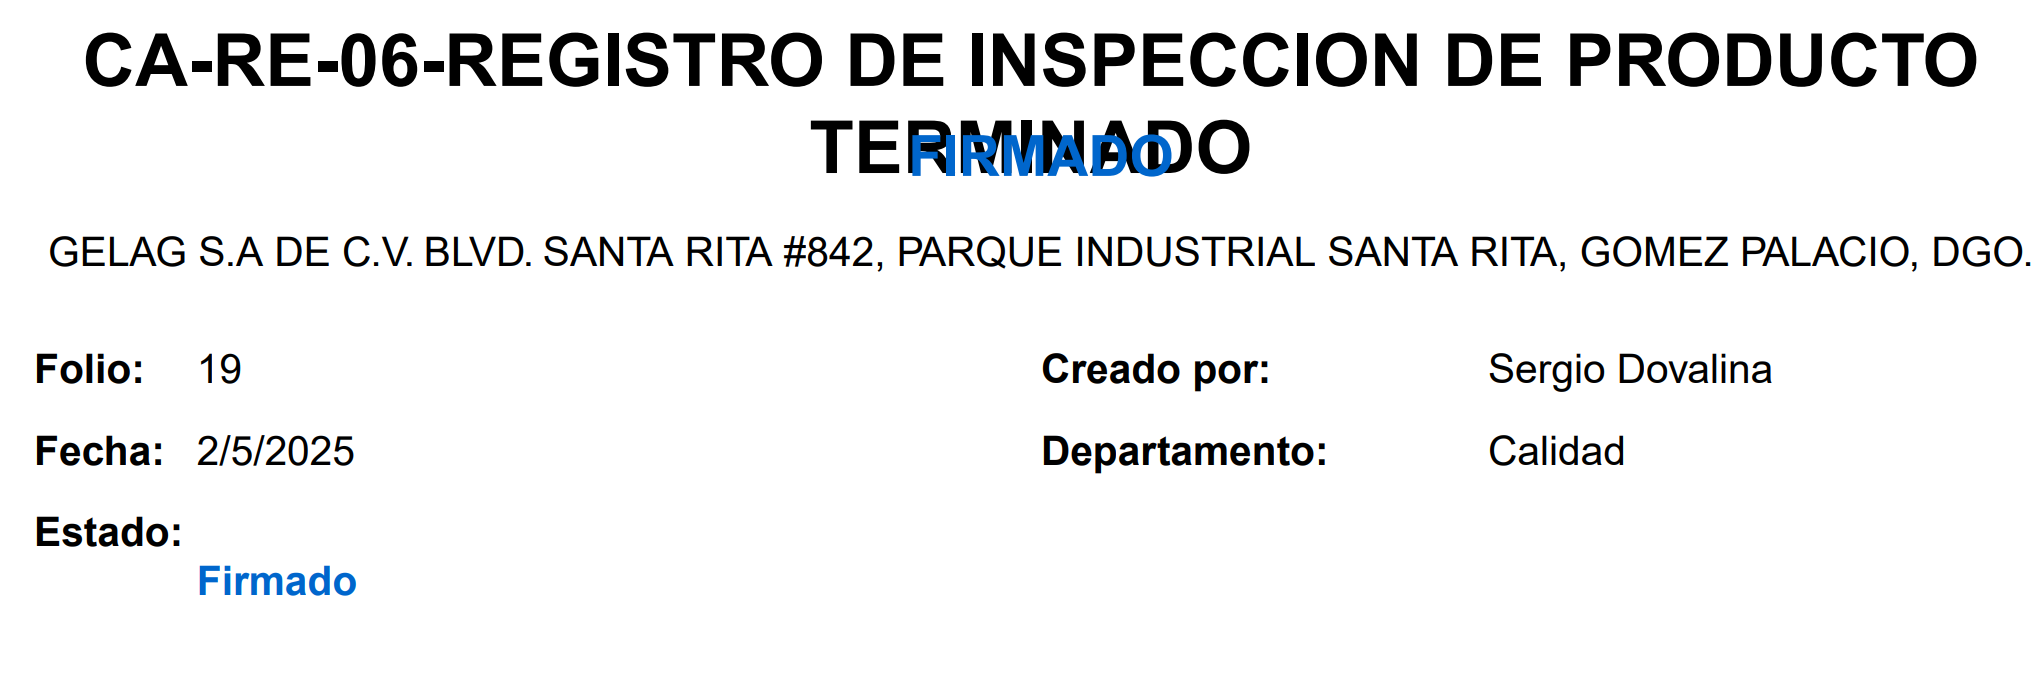 CA-RE-06-REGISTRO DE INSPECCION DE PRODUCTO
TERMINADO
FIRMADO
GELAG S.A DE C.V. BLVD. SANTA RITA #842, PARQUE INDUSTRIAL SANTA RITA, GOMEZ PALACIO, DGO.
Folio: 19 Creado por: Sergio Dovalina
Fecha: 2/5/2025 Departamento: Calidad
Estado:
Firmado